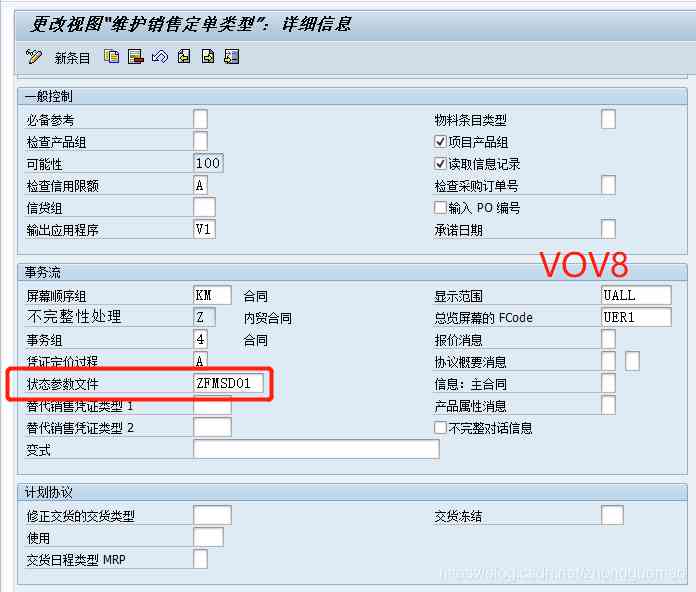 更改视图“维护销售定单类型”：详细信息
新条目
一般控制
必备参考 物料条目类型
检查产品组 项目产品组
可能性 100 读取信息记录
检查信用限额 A 检查采购订单号
信货组 输入 PO 编号
输出应用程序 V1 承诺日期
VOV8
事务流
屏幕顺序组 KM 合同 显示范围 UALL
不完整性处理 Z 内贸合同 总览屏幕的 FCode UER1
事务组 4 合同 报价消息
凭证定价过程 A 协议概要消息
状态参数文件 ZFMSD01 信息：主合同
替代销售凭证类型 1 产品属性消息
替代销售凭证类型 2 不完整对话信息
变式
计划协议
修正交货的交货类型 交货冻结
使用
交货日程类型 MRP